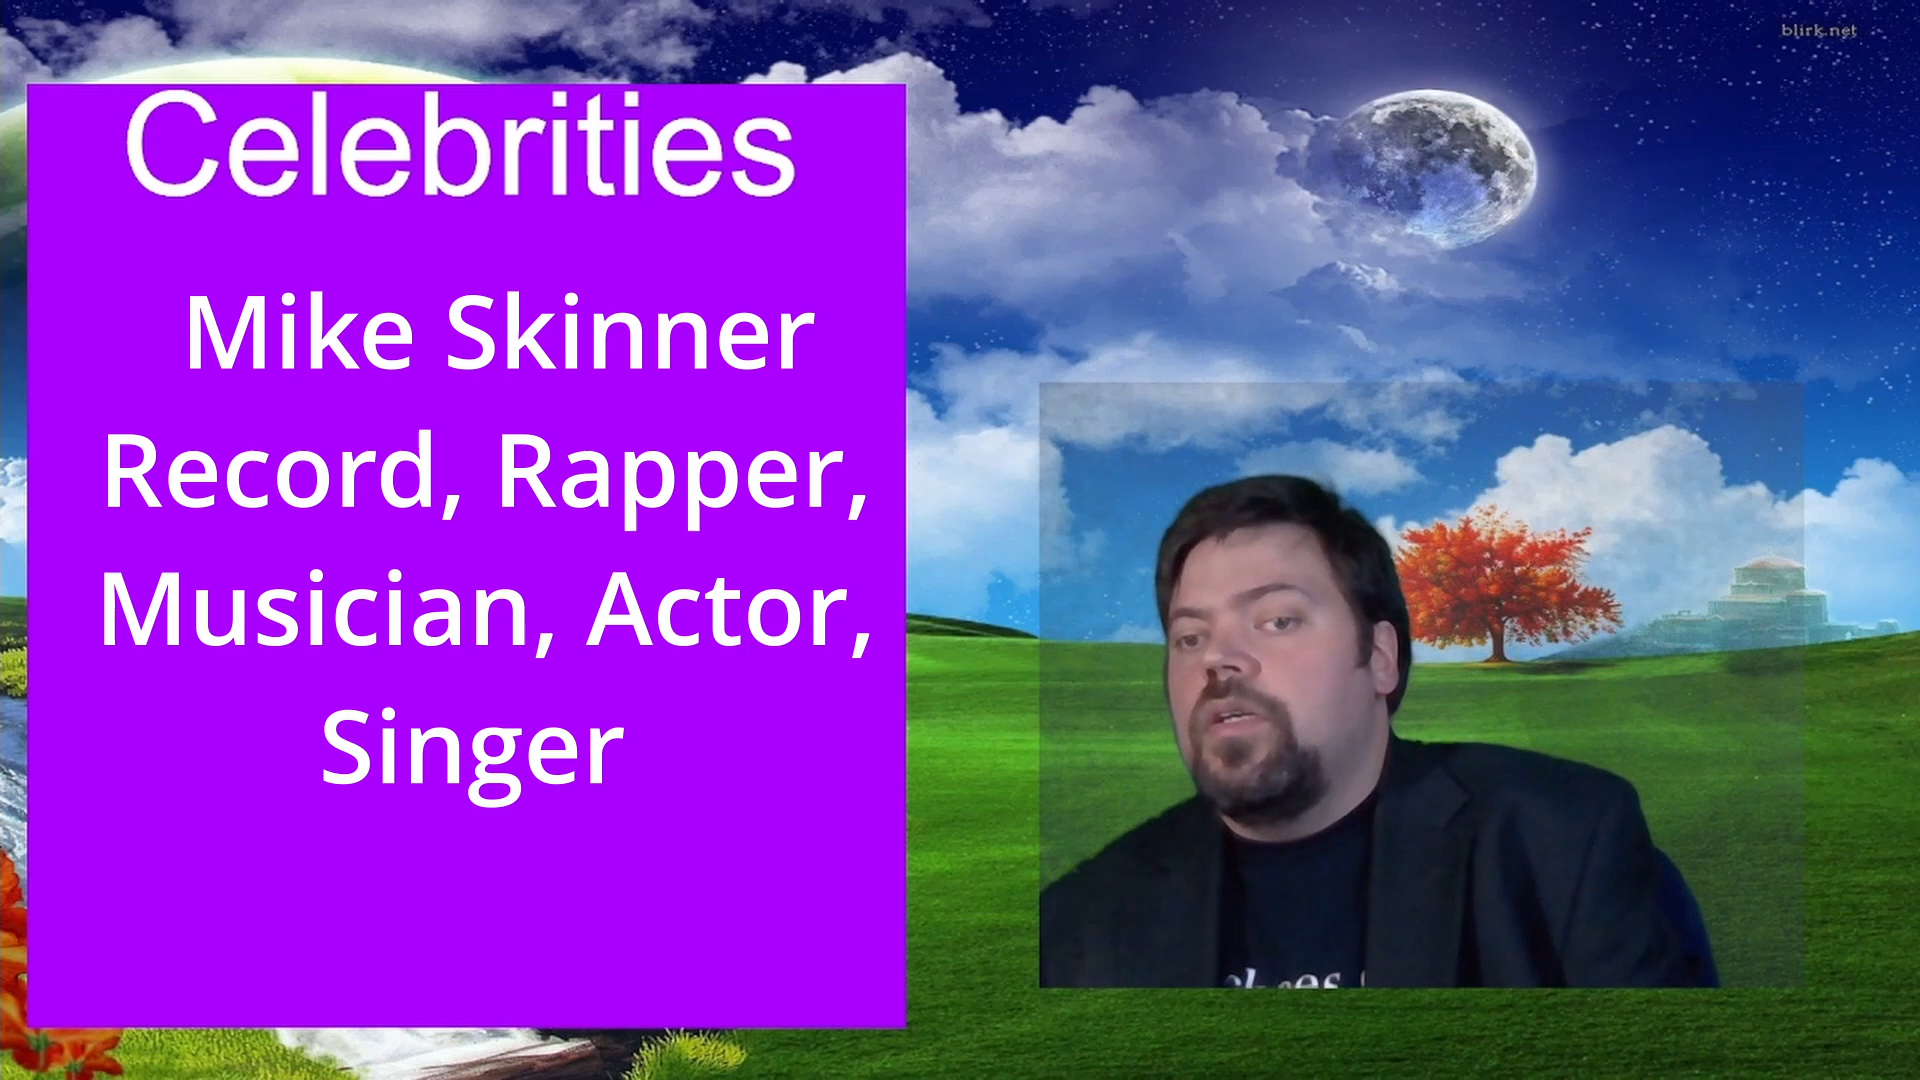 blirk.net
Celebrities
Mike Skinner
Record, Rapper,
Musician, Actor,
Singer